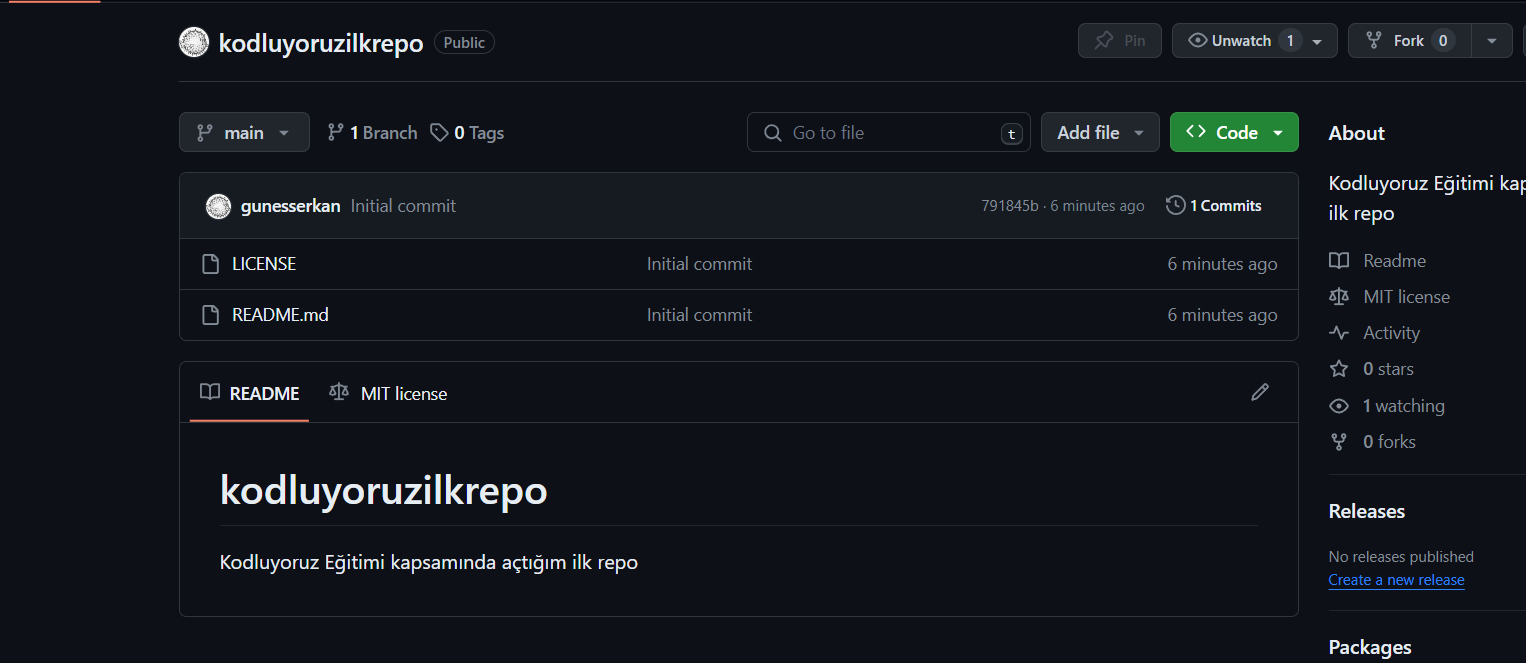 kodluyoruzilkrepo Public Pin Unwatch 1 Fork 0
main 1 Branch 0 Tags Go to file t Add file Code
gunesserkan Initial commit 791845b · 6 minutes ago 1 Commits
LICENSE Initial commit 6 minutes ago
README.md Initial commit 6 minutes ago
README MIT license
kodluyoruzilkrepo
Kodluyoruz Eğitimi kapsamında açtığım ilk repo
About
Kodluyoruz Eğitimi
ilk repo
Readme
MIT license
Activity
0 stars
1 watching
0 forks
Releases
No releases published
Create a new release
Packages